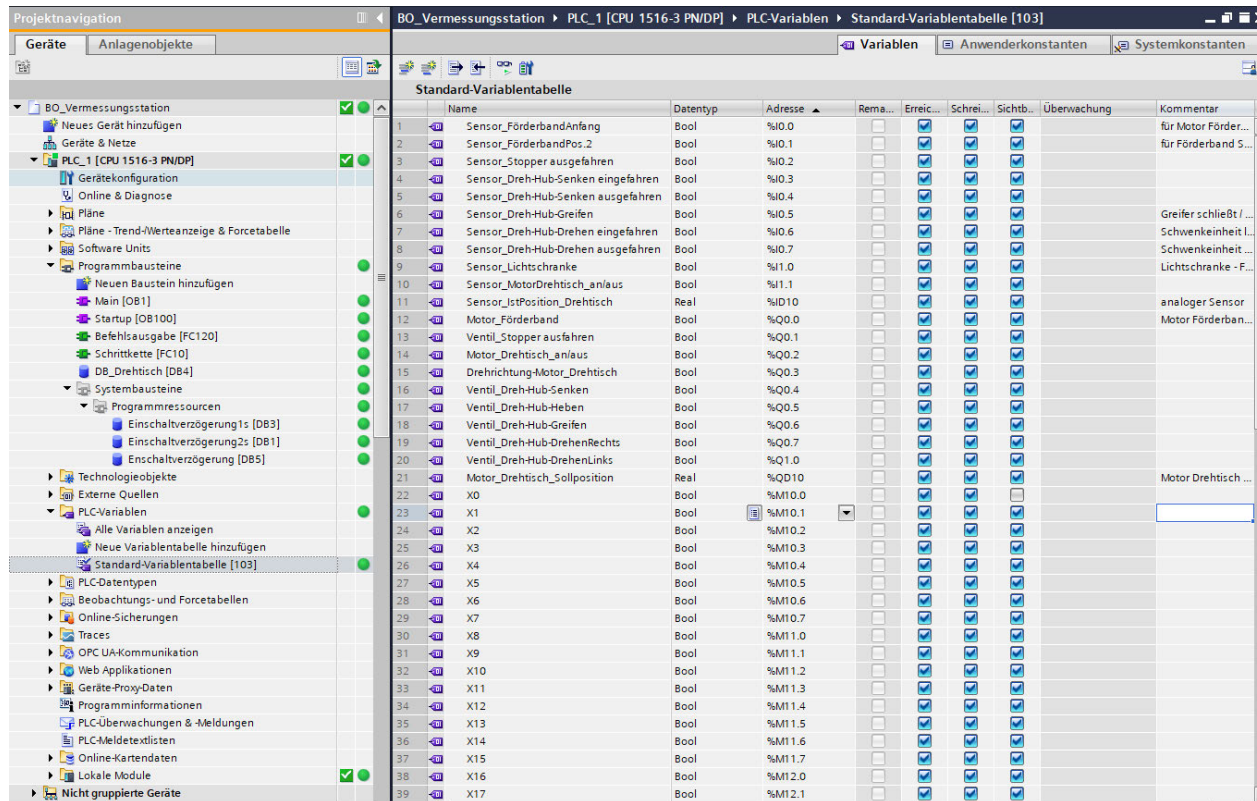 Projektnavigation
BO_Vermessungsstation ▸ PLC_1 [CPU 1516-3 PN/DP] ▸ PLC-Variablen ▸ Standard-Variablentabelle [103]
Geräte Anlagenobjekte
Variablen Anwenderkonstanten Systemkonstanten
BO_Vermessungsstation
Neues Gerät hinzufügen
Geräte & Netze
PLC_1 [CPU 1516-3 PN/DP]
Gerätekonfiguration
Online & Diagnose
Pläne
Pläne - Trend-/Werteanzeige & Forcetabelle
Software Units
Programmbausteine
Neuen Baustein hinzufügen
Main [OB1]
Startup [OB100]
Befehlsausgabe [FC120]
Schrittkette [FC10]
DB_Drehtisch [DB4]
Systembausteine
Programmressourcen
Einschaltverzögerung1s [DB3]
Einschaltverzögerung2s [DB1]
Enschaltverzögerung [DB5]
Technologieobjekte
Externe Quellen
PLC-Variablen
Alle Variablen anzeigen
Neue Variablentabelle hinzufügen
Standard-Variablentabelle [103]
PLC-Datentypen
Beobachtungs- und Forcetabellen
Online-Sicherungen
Traces
OPC UA-Kommunikation
Web Applikationen
Geräte-Proxy-Daten
Programminformationen
PLC-Überwachungen & -Meldungen
PLC-Meldetextlisten
Online-Kartendaten
Lokale Module
Nicht gruppierte Geräte
Standard-Variablentabelle
Name Datentyp Adresse Rema... Erreic... Schrei... Sichtb... Überwachung Kommentar
1 Sensor_FörderbandAnfang Bool %I0.0 für Motor Förder...
2 Sensor_FörderbandPos.2 Bool %I0.1 für Förderband S...
3 Sensor_Stopper ausgefahren Bool %I0.2
4 Sensor_Dreh-Hub-Senken eingefahren Bool %I0.3
5 Sensor_Dreh-Hub-Senken ausgefahren Bool %I0.4
6 Sensor_Dreh-Hub-Greifen Bool %I0.5 Greifer schließt / ...
7 Sensor_Dreh-Hub-Drehen eingefahren Bool %I0.6 Schwenkeinheit l...
8 Sensor_Dreh-Hub-Drehen ausgefahren Bool %I0.7 Schwenkeinheit ...
9 Sensor_Lichtschranke Bool %I1.0 Lichtschranke - F...
10 Sensor_MotorDrehtisch_an/aus Bool %I1.1
11 Sensor_IstPosition_Drehtisch Real %ID10 analoger Sensor
12 Motor_Förderband Bool %Q0.0 Motor Förderban...
13 Ventil_Stopper ausfahren Bool %Q0.1
14 Motor_Drehtisch_an/aus Bool %Q0.2
15 Drehrichtung-Motor_Drehtisch Bool %Q0.3
16 Ventil_Dreh-Hub-Senken Bool %Q0.4
17 Ventil_Dreh-Hub-Heben Bool %Q0.5
18 Ventil_Dreh-Hub-Greifen Bool %Q0.6
19 Ventil_Dreh-Hub-DrehenRechts Bool %Q0.7
20 Ventil_Dreh-Hub-DrehenLinks Bool %Q1.0
21 Motor_Drehtisch_Sollposition Real %QD10 Motor Drehtisch ...
22 X0 Bool %M10.0
23 X1 Bool %M10.1
24 X2 Bool %M10.2
25 X3 Bool %M10.3
26 X4 Bool %M10.4
27 X5 Bool %M10.5
28 X6 Bool %M10.6
29 X7 Bool %M10.7
30 X8 Bool %M11.0
31 X9 Bool %M11.1
32 X10 Bool %M11.2
33 X11 Bool %M11.3
34 X12 Bool %M11.4
35 X13 Bool %M11.5
36 X14 Bool %M11.6
37 X15 Bool %M11.7
38 X16 Bool %M12.0
39 X17 Bool %M12.1